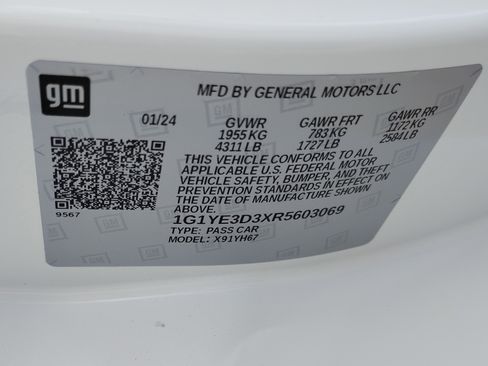 gm
MFD BY GENERAL MOTORS LLC
01/24 GVWR GAWR FRT GAWR RR
1955 KG 783 KG 1172 KG
4311 LB 1727 LB 2584 LB
THIS VEHICLE CONFORMS TO ALL
APPLICABLE U.S. FEDERAL MOTOR
VEHICLE SAFETY, BUMPER, AND THEFT
PREVENTION STANDARDS IN EFFECT ON
THE DATE OF MANUFACTURE SHOWN
ABOVE.
9567
1G1YE3D3XR5603069
TYPE: PASS CAR
MODEL: X91YH67